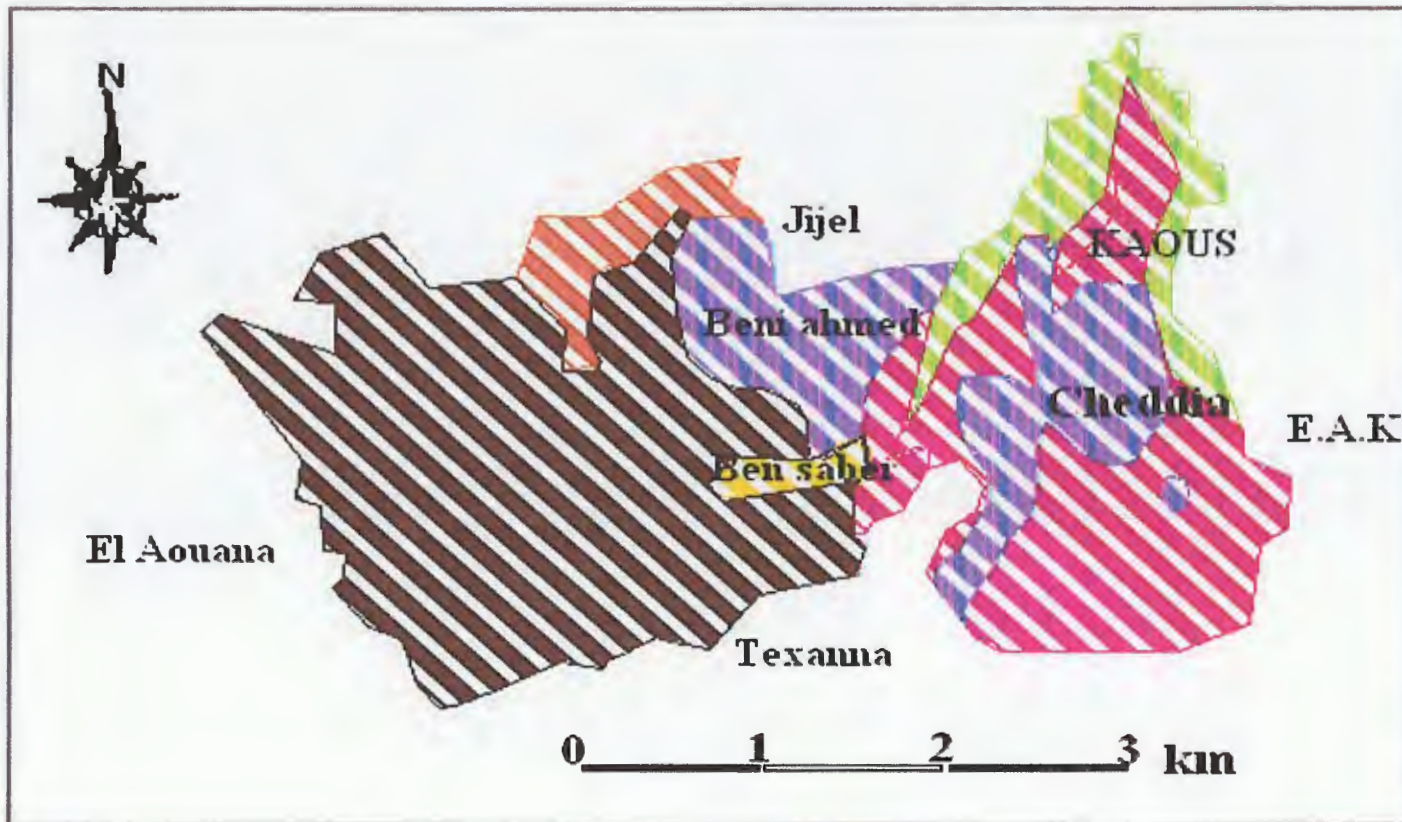 N
Jijel
KAOUS
Beni ahmed
Cheddia
E.A.K
Ben saber
El Aouana
Texanna
0 1 2 3 km